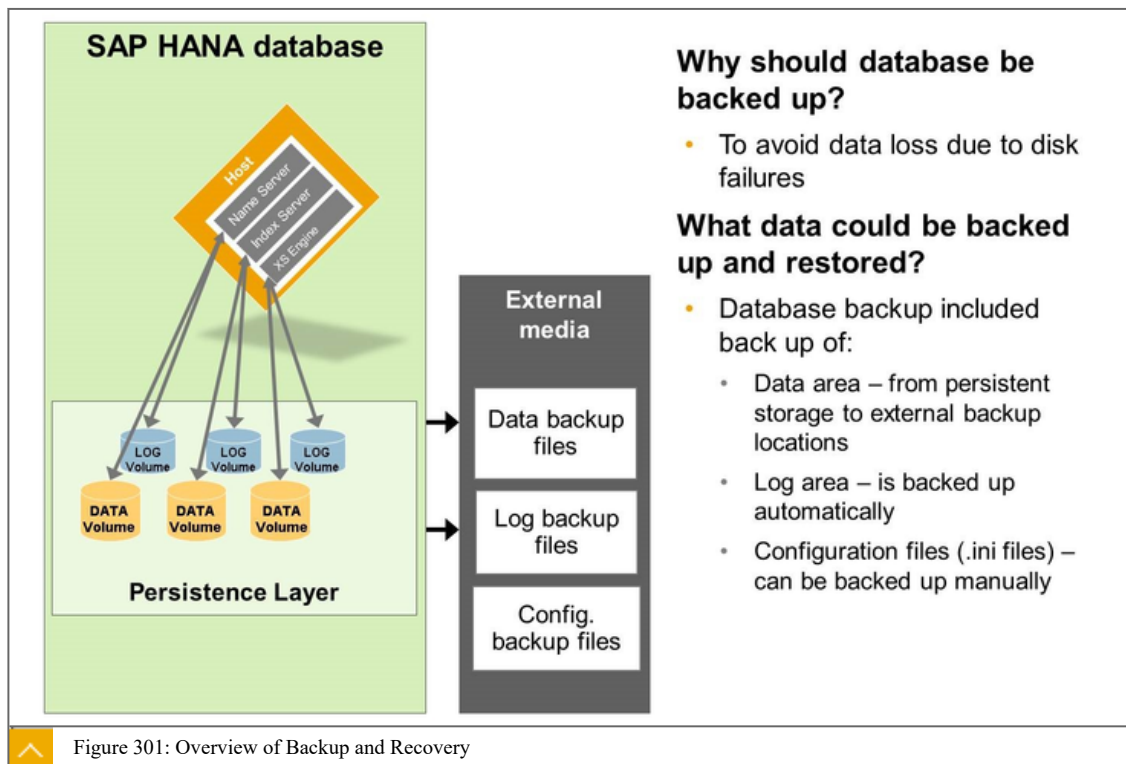 SAP HANA database
Host
Name Server
Index Server
XS Engine
LOG
Volume
LOG
Volume
LOG
Volume
DATA
Volume
DATA
Volume
DATA
Volume
Persistence Layer
External
media
Data backup
files
Log backup
files
Config.
backup files
Why should database be
backed up?
• To avoid data loss due to disk
failures
What data could be backed
up and restored?
• Database backup included
back up of:
• Data area – from persistent
storage to external backup
locations
• Log area – is backed up
automatically
• Configuration files (.ini files) –
can be backed up manually
Figure 301: Overview of Backup and Recovery